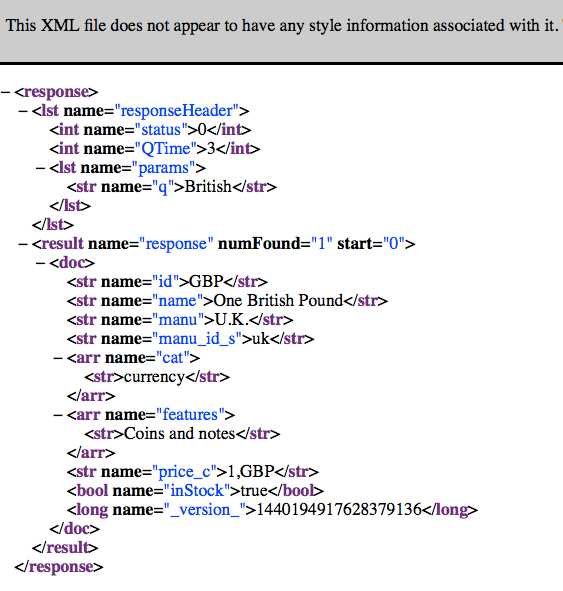 This XML file does not appear to have any style information associated with it.
– <response>
– <lst name="responseHeader">
<int name="status">0</int>
<int name="QTime">3</int>
– <lst name="params">
<str name="q">British</str>
</lst>
</lst>
– <result name="response" numFound="1" start="0">
– <doc>
<str name="id">GBP</str>
<str name="name">One British Pound</str>
<str name="manu">U.K.</str>
<str name="manu_id_s">uk</str>
– <arr name="cat">
<str>currency</str>
</arr>
– <arr name="features">
<str>Coins and notes</str>
</arr>
<str name="price_c">1,GBP</str>
<bool name="inStock">true</bool>
<long name="_version_">1440194917628379136</long>
</doc>
</result>
</response>